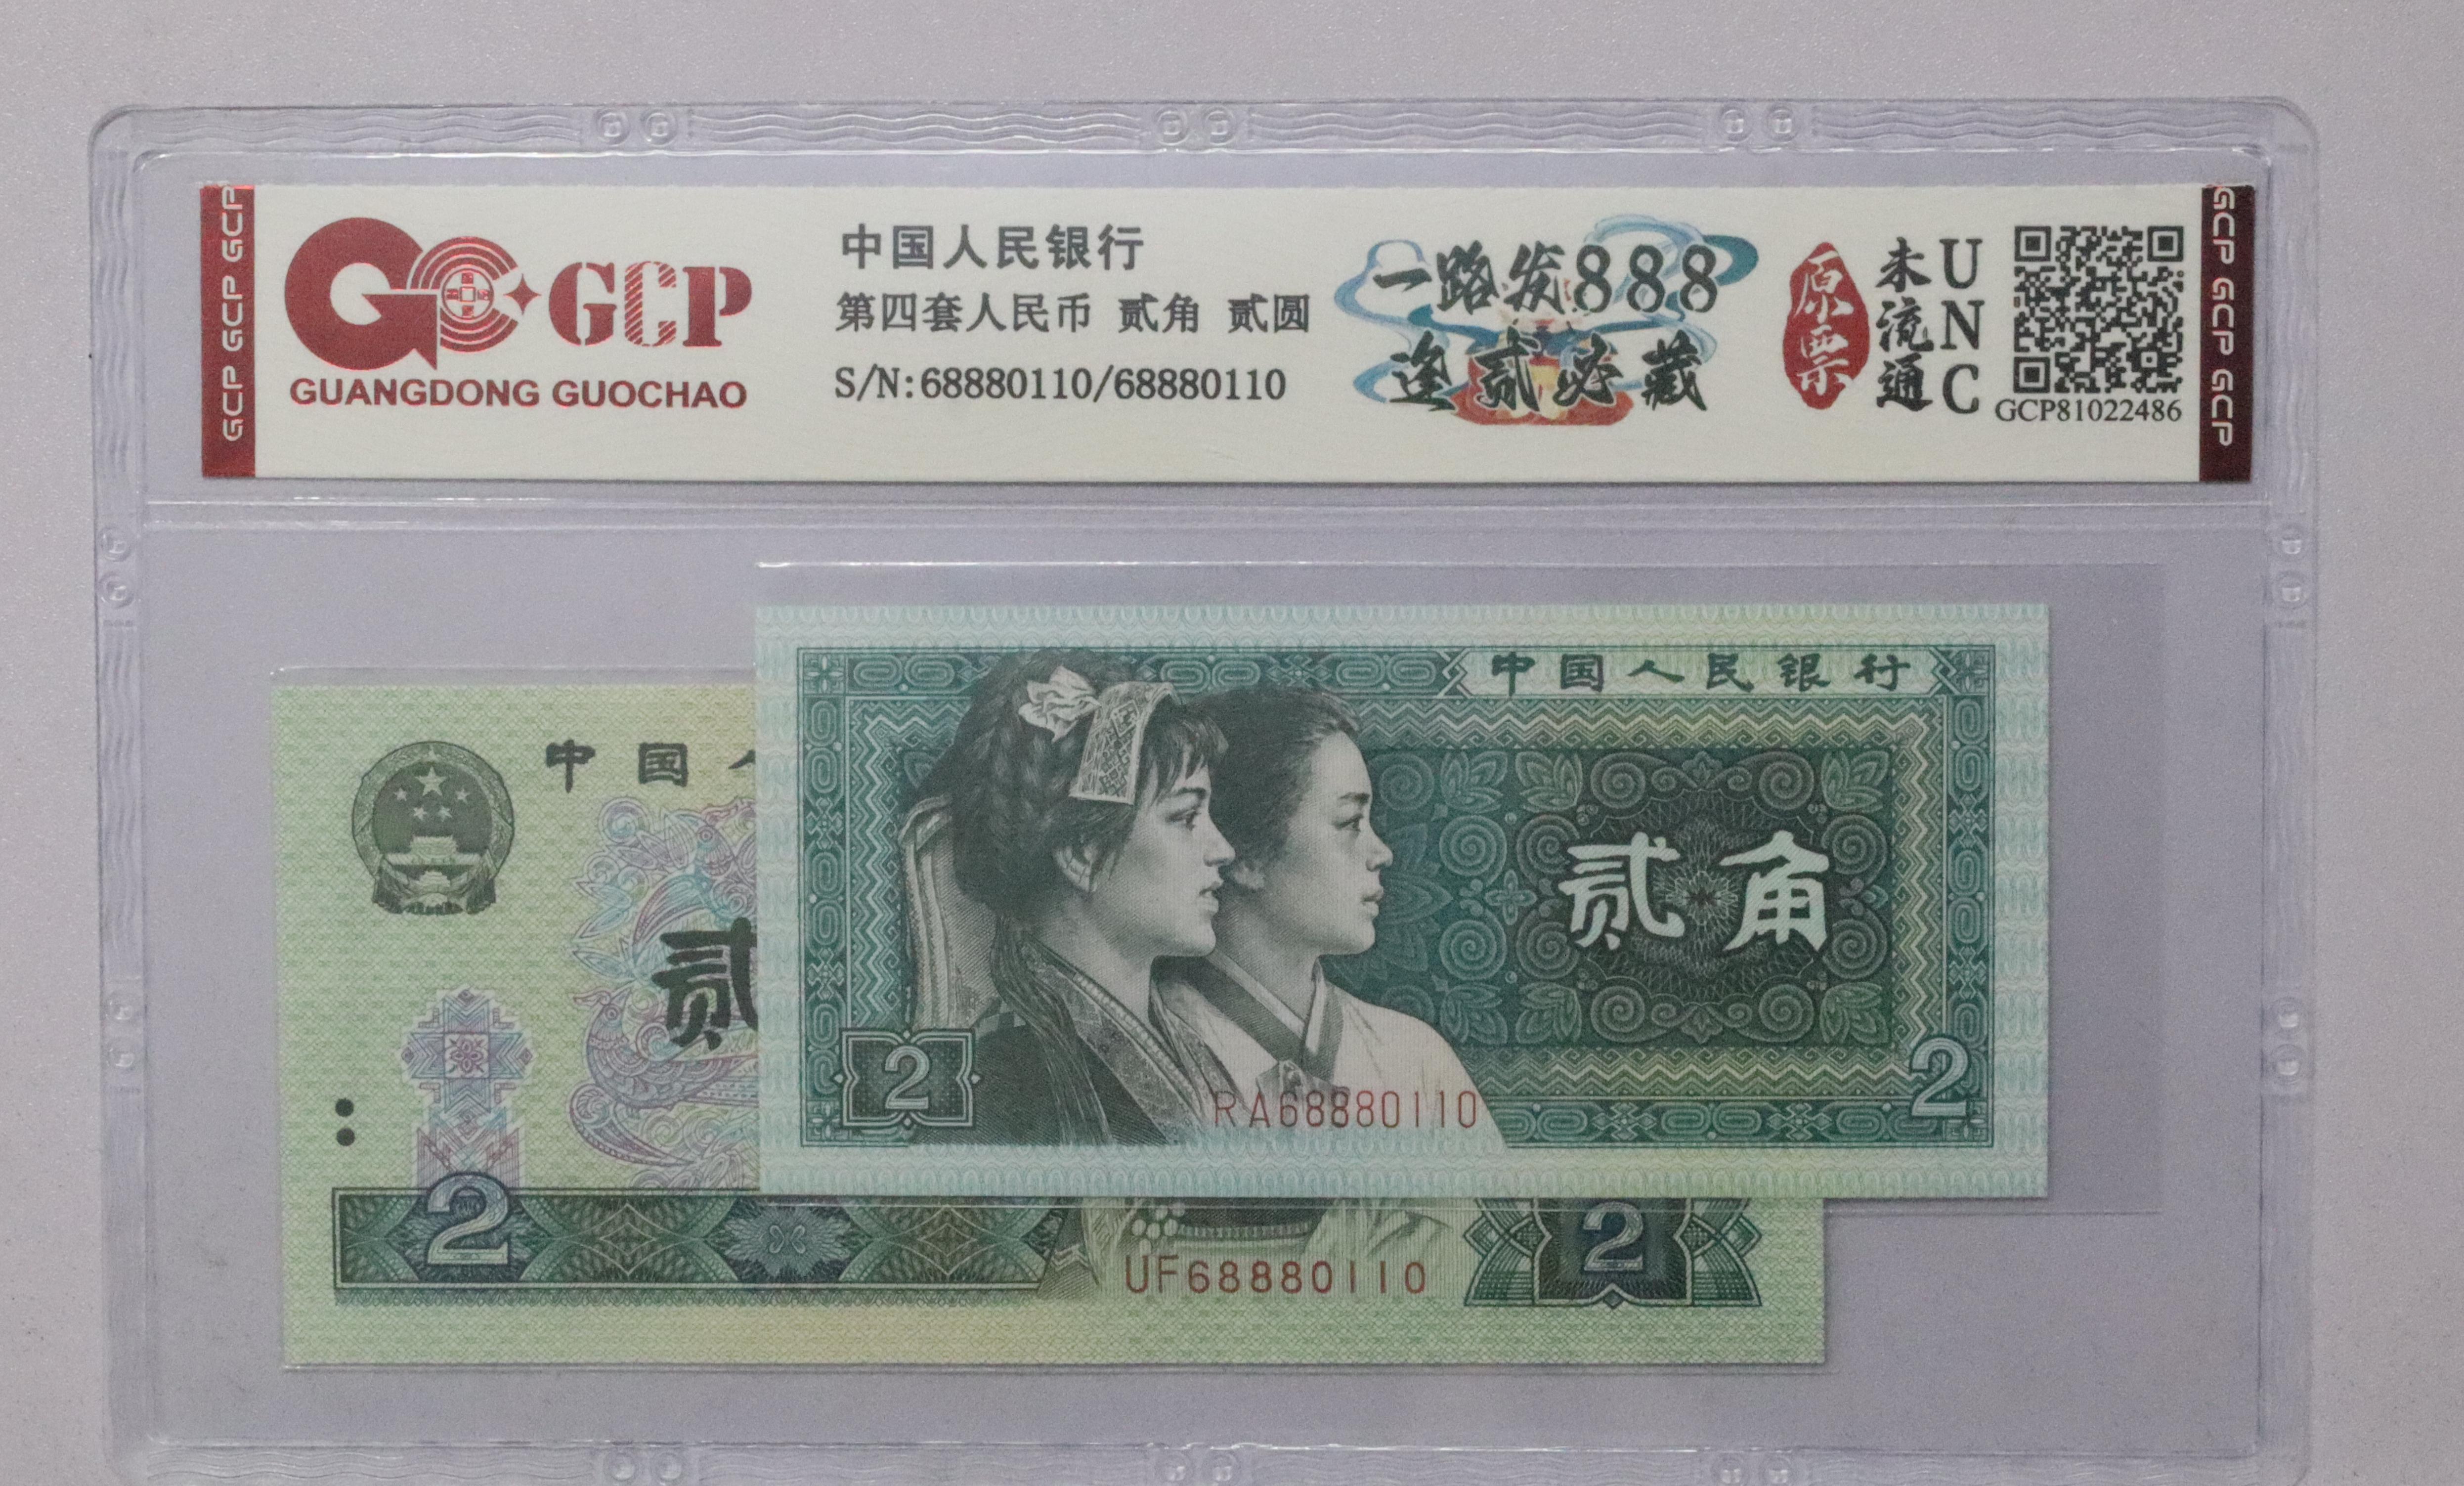 GCP GCP GCP
GCP
GUANGDONG GUOCHAO
中国人民银行
第四套人民币 贰角 贰圆
S/N:68880110/68880110
一路发888
逢贰必藏
原票
未流通
UNC
GCP81022486
GCP GCP GCP
中国人民银行
贰角
2
2
RA68880110
中国
贰
2
2
UF68880110